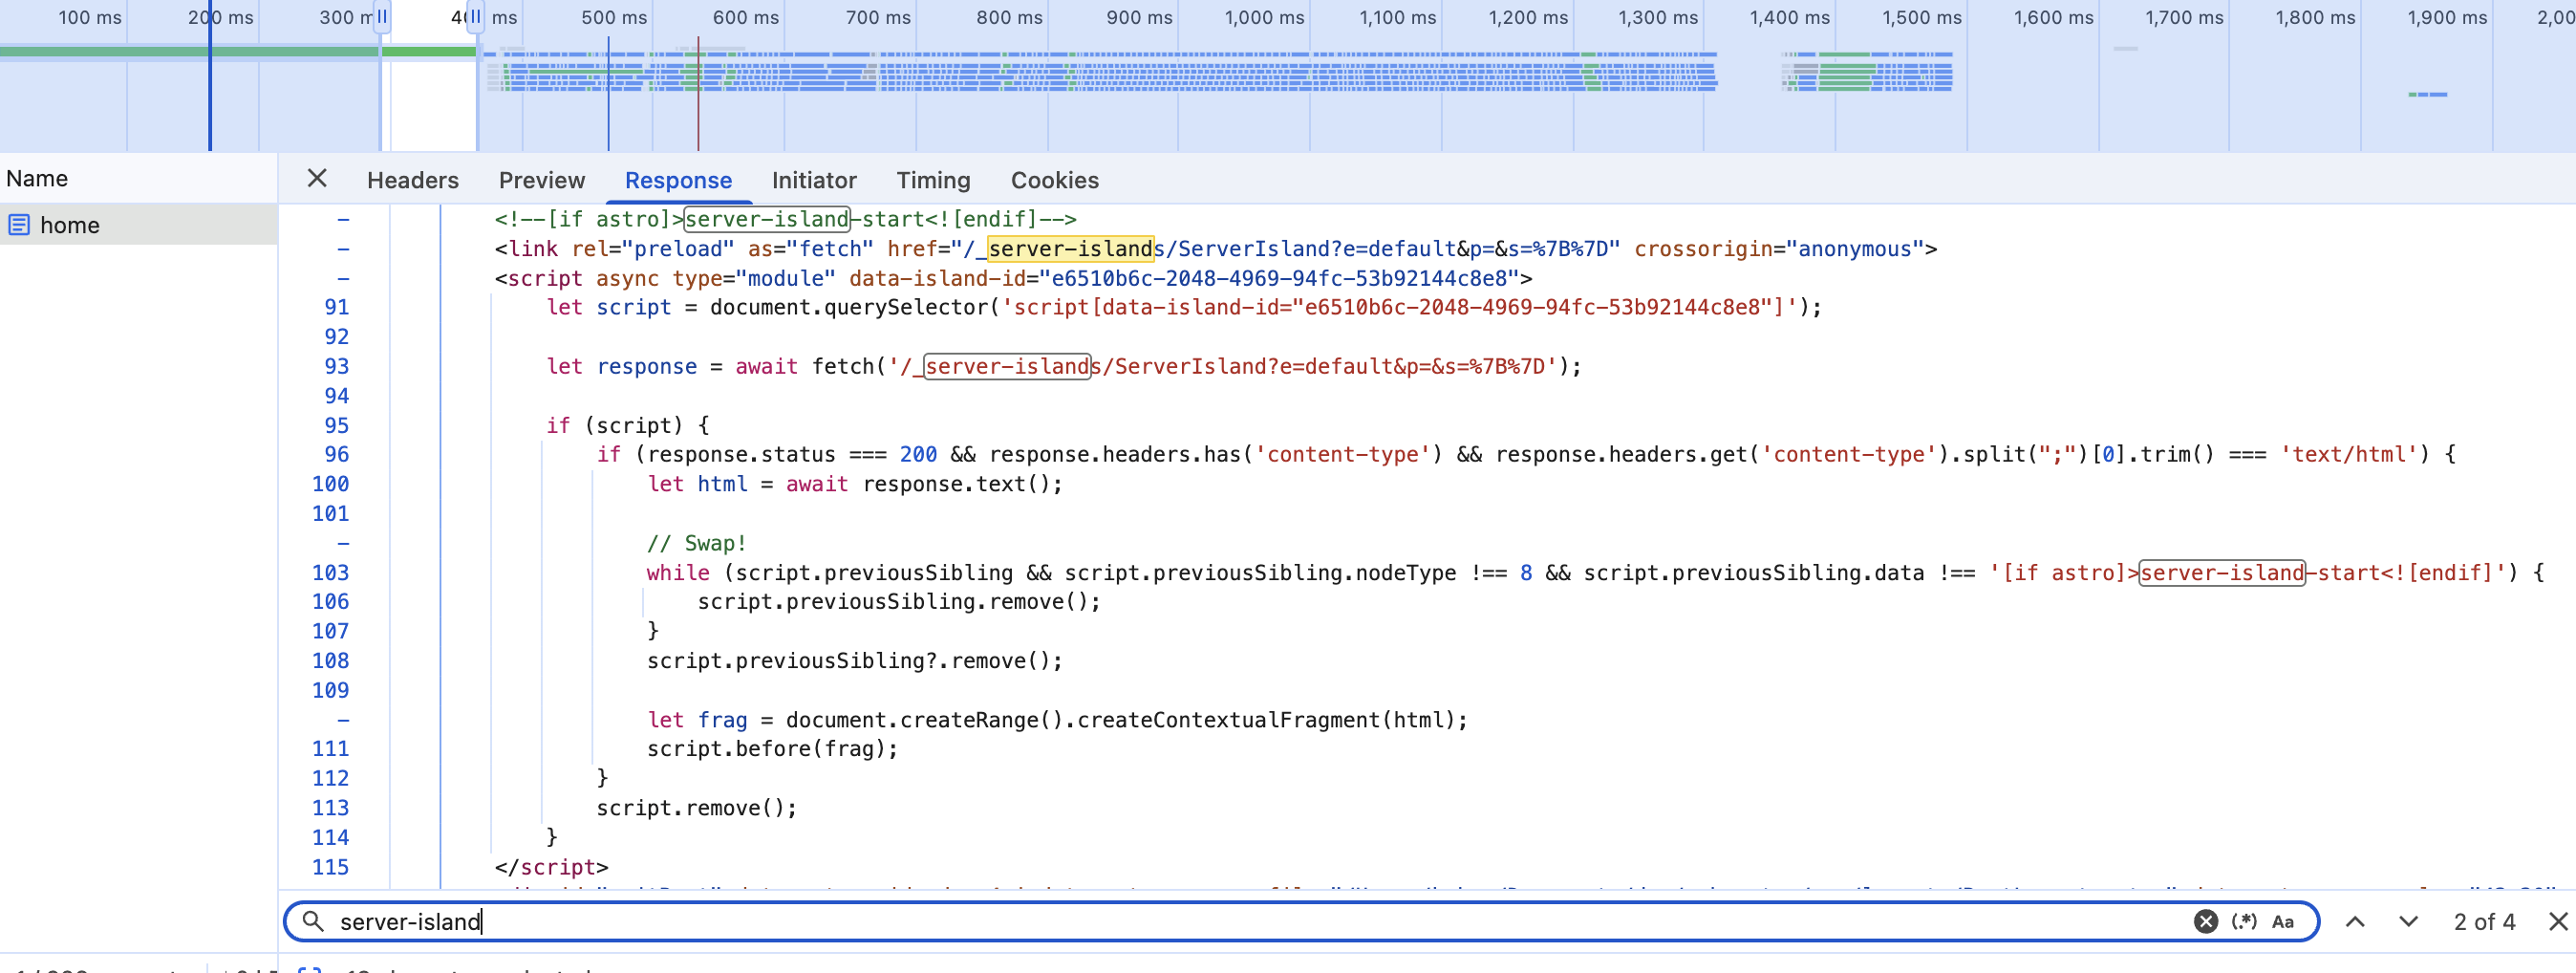 100 ms 200 ms 300 m 40 ms 500 ms 600 ms 700 ms 800 ms 900 ms 1,000 ms 1,100 ms 1,200 ms 1,300 ms 1,400 ms 1,500 ms 1,600 ms 1,700 ms 1,800 ms 1,900 ms 2,00
Name Headers Preview Response Initiator Timing Cookies
home
– <!--[if astro]>server-island-start<![endif]-->
– <link rel="preload" as="fetch" href="/_server-islands/ServerIsland?e=default&p=&s=%7B%7D" crossorigin="anonymous">
– <script async type="module" data-island-id="e6510b6c-2048-4969-94fc-53b92144c8e8">
91 let script = document.querySelector('script[data-island-id="e6510b6c-2048-4969-94fc-53b92144c8e8"]');
92
93 let response = await fetch('/_server-islands/ServerIsland?e=default&p=&s=%7B%7D');
94
95 if (script) {
96 if (response.status === 200 && response.headers.has('content-type') && response.headers.get('content-type').split(";")[0].trim() === 'text/html') {
100 let html = await response.text();
101
– // Swap!
103 while (script.previousSibling && script.previousSibling.nodeType !== 8 && script.previousSibling.data !== '[if astro]>server-island-start<![endif]') {
106 script.previousSibling.remove();
107 }
108 script.previousSibling?.remove();
109
– let frag = document.createRange().createContextualFragment(html);
111 script.before(frag);
112 }
113 script.remove();
114 }
115 </script>
server-island (.*) Aa 2 of 4